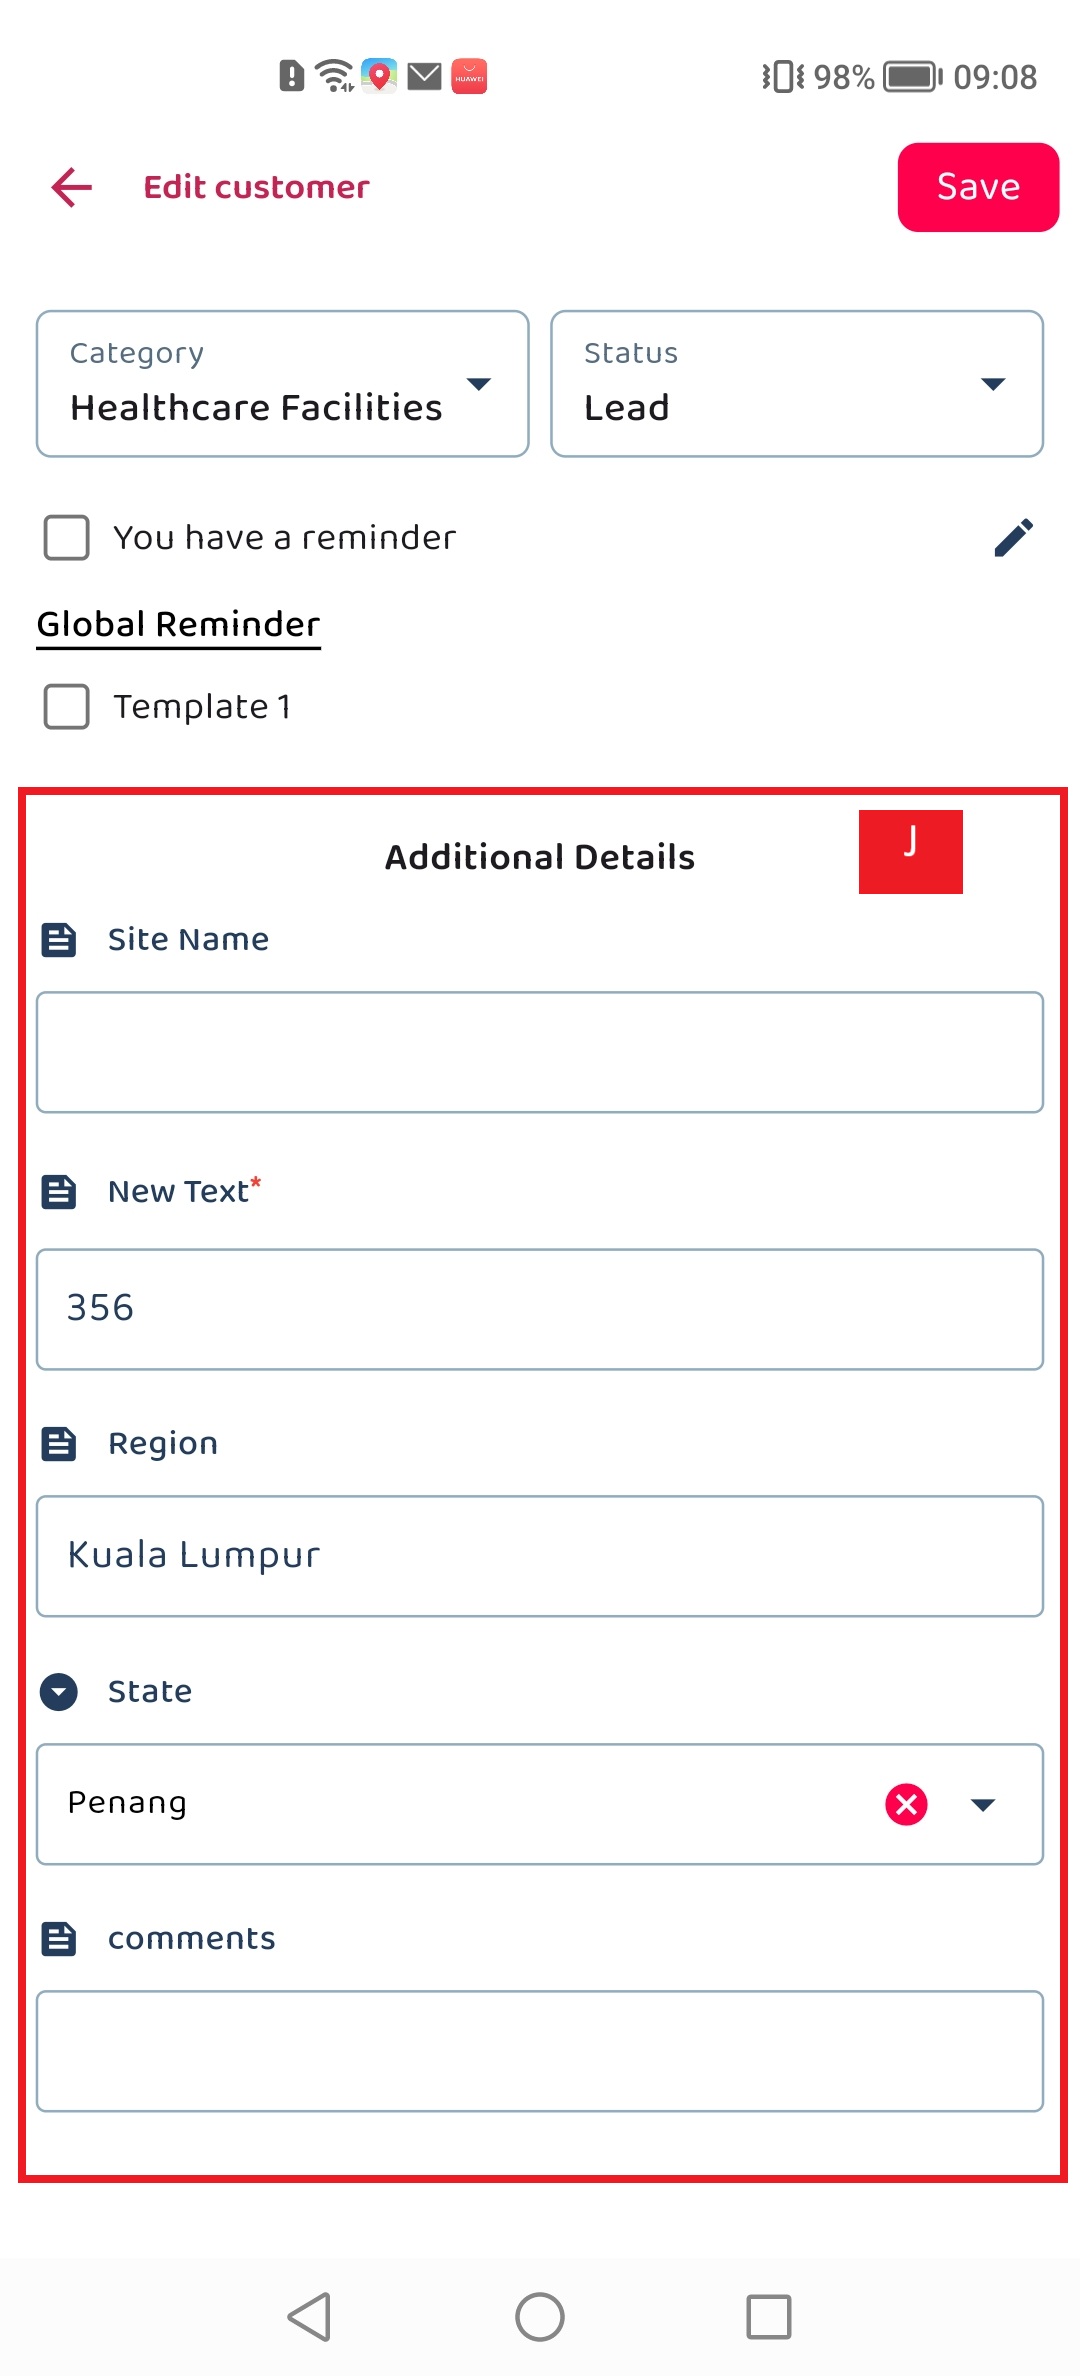 HUAWEI 98% 09:08
Edit customer Save
Category Status
Healthcare Facilities Lead
You have a reminder
Global Reminder
Template 1
Additional Details J
Site Name
New Text*
356
Region
Kuala Lumpur
State
Penang
comments